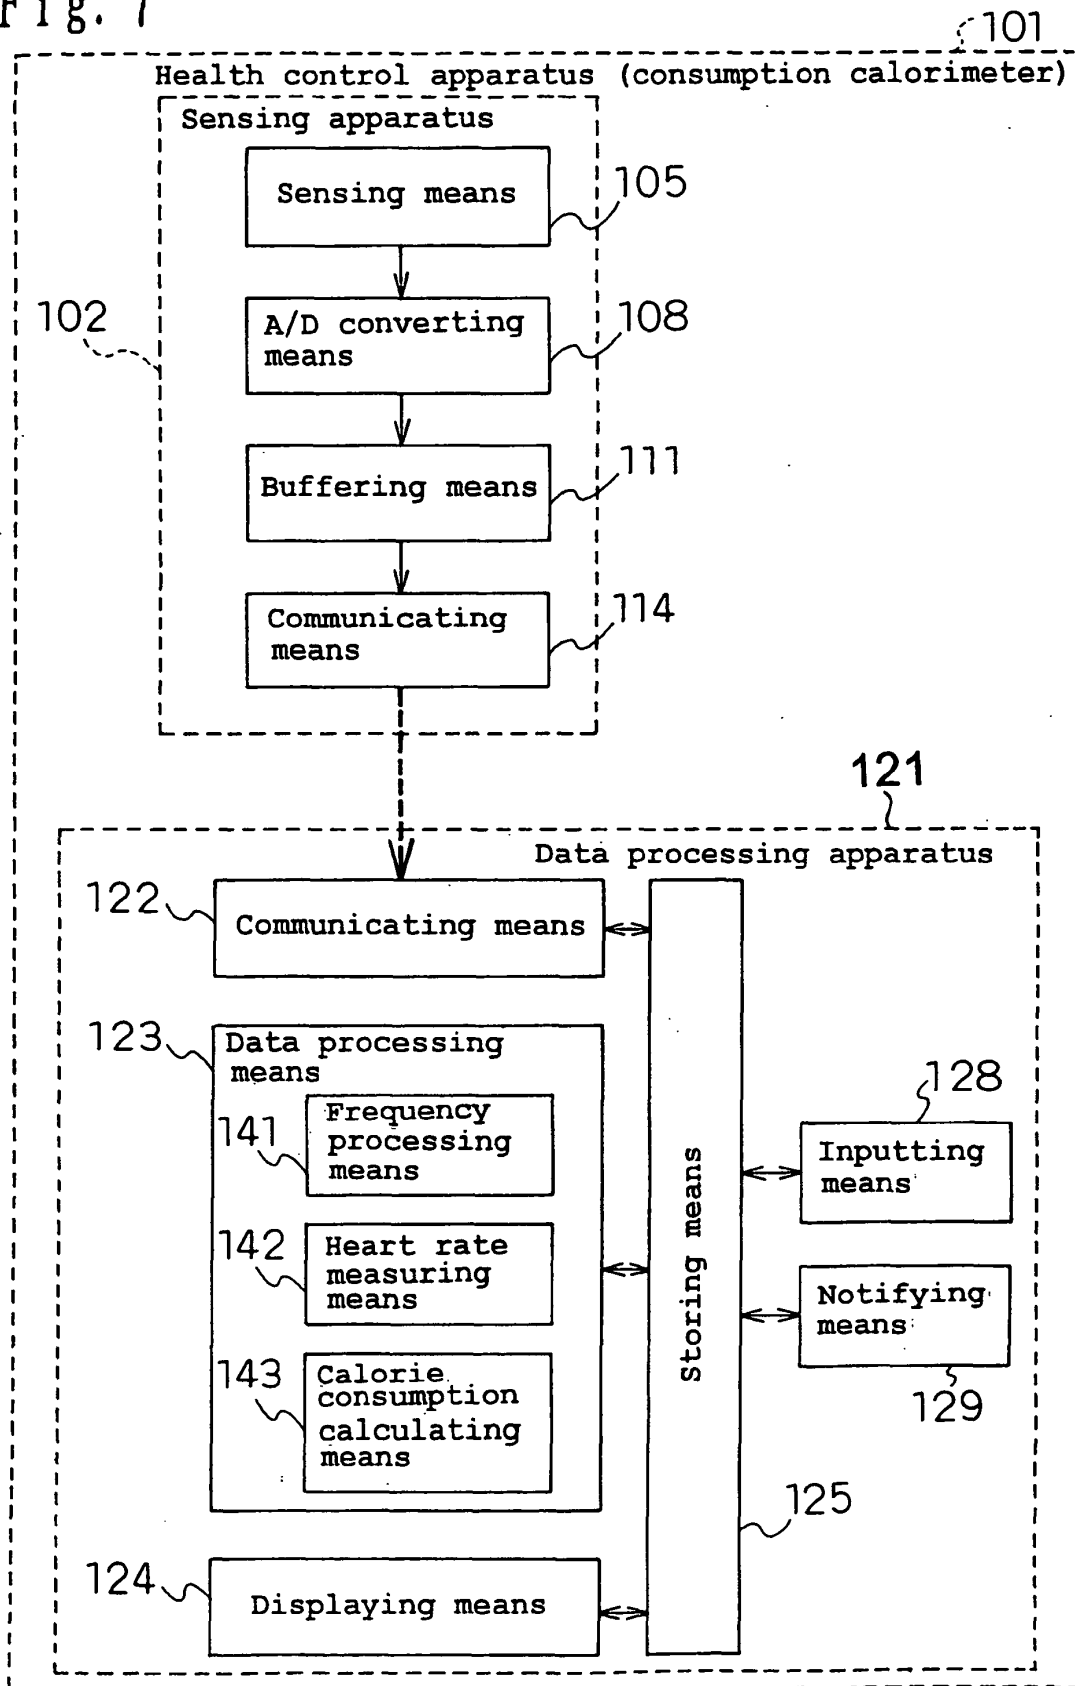 Fig. 7
101
Health control apparatus (consumption calorimeter)
Sensing apparatus
Sensing means
105
102
A/D converting
means
108
Buffering means
111
Communicating
means
114
121
Data processing apparatus
122
Communicating means
123
Data processing
means
141
Frequency
processing
means
142
Heart rate
measuring
means
143
Calorie
consumption
calculating
means
Storing means
128
Inputting
means
Notifying
means
129
125
124
Displaying means